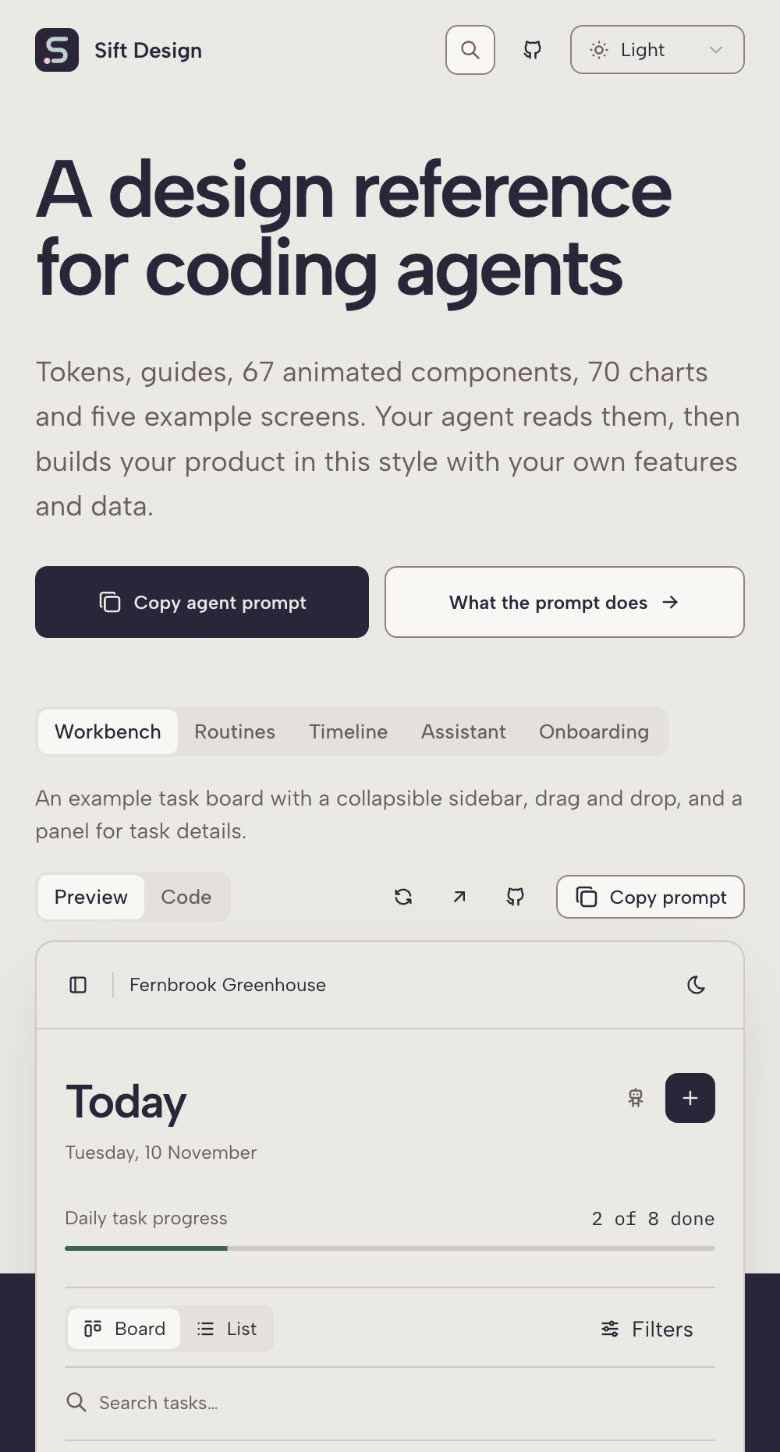 Sift Design
Light
A design reference
for coding agents
Tokens, guides, 67 animated components, 70 charts
and five example screens. Your agent reads them, then
builds your product in this style with your own features
and data.
Copy agent prompt
What the prompt does →
Workbench Routines Timeline Assistant Onboarding
An example task board with a collapsible sidebar, drag and drop, and a
panel for task details.
Preview Code
Copy prompt
Fernbrook Greenhouse
Today
Tuesday, 10 November
Daily task progress
2 of 8 done
Board List
Filters
Search tasks…